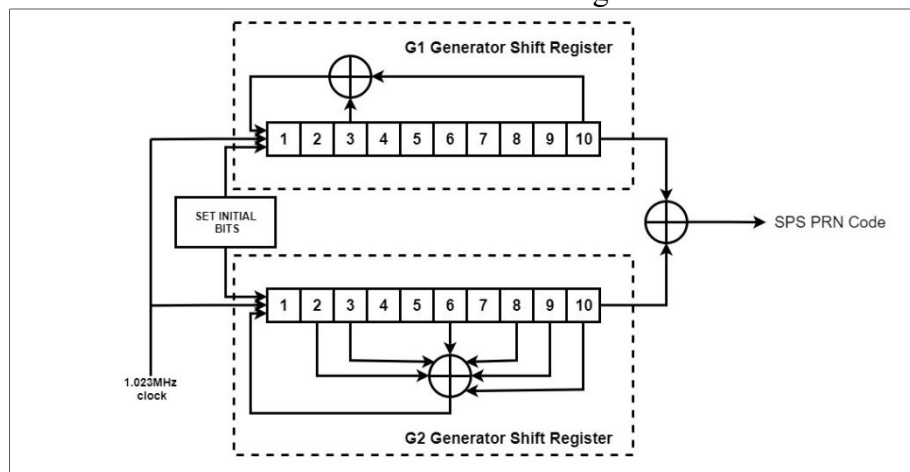 G1 Generator Shift Register
1 2 3 4 5 6 7 8 9 10
SET INITIAL
BITS
SPS PRN Code
1 2 3 4 5 6 7 8 9 10
1.023MHz
clock
G2 Generator Shift Register